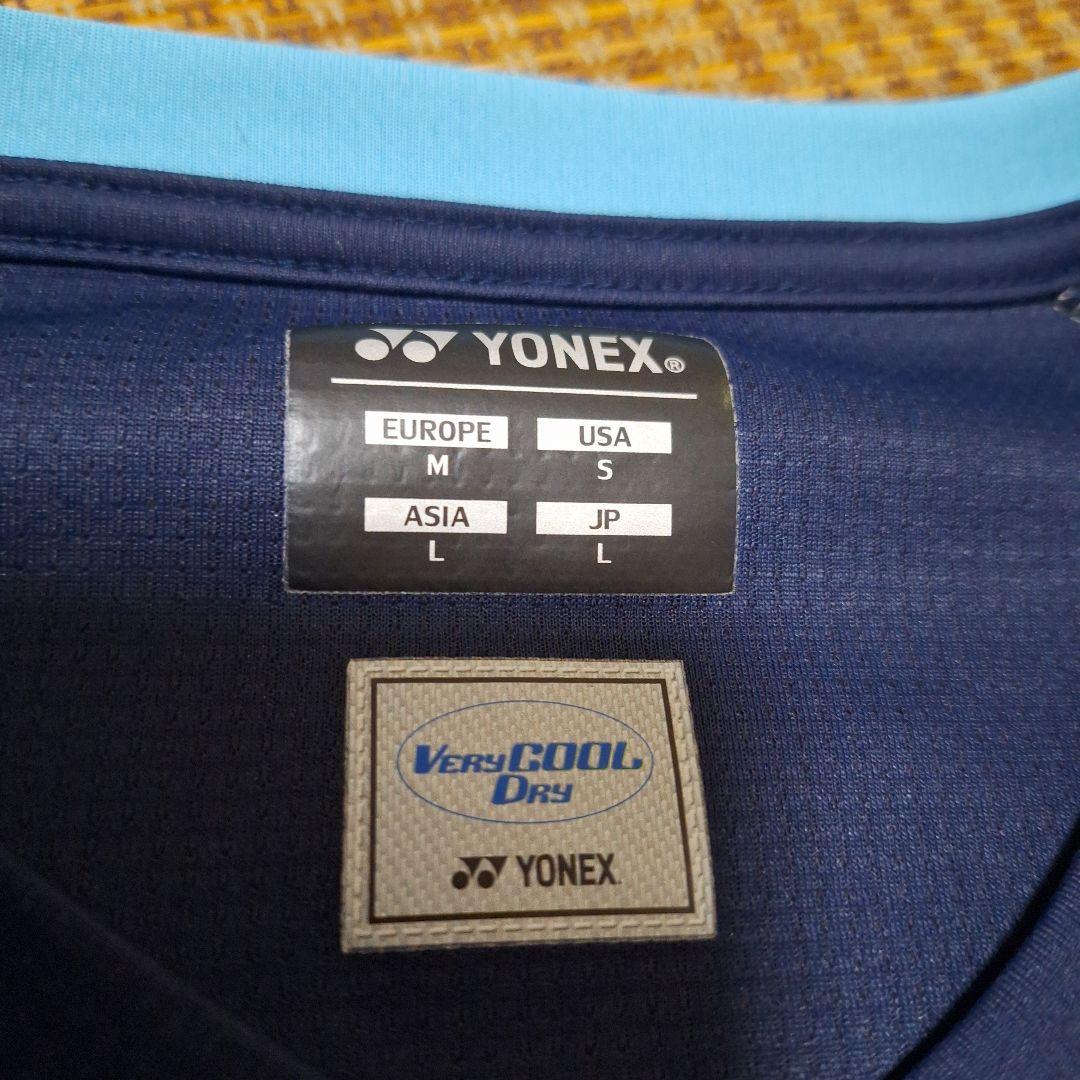 YONEX®
EUROPE USA
M S
ASIA JP
L L
VERY COOL
DRY
YONEX